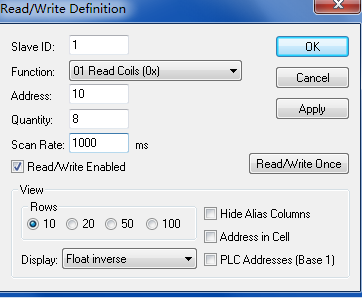 Read/Write Definition
Slave ID: 1
OK
Function: 01 Read Coils (0x)
Cancel
Address: 10
Quantity: 8
Apply
Scan Rate: 1000 ms
Read/Write Enabled
Read/Write Once
View
Rows
10 20 50 100
Hide Alias Columns
Address in Cell
Display: Float inverse
PLC Addresses (Base 1)